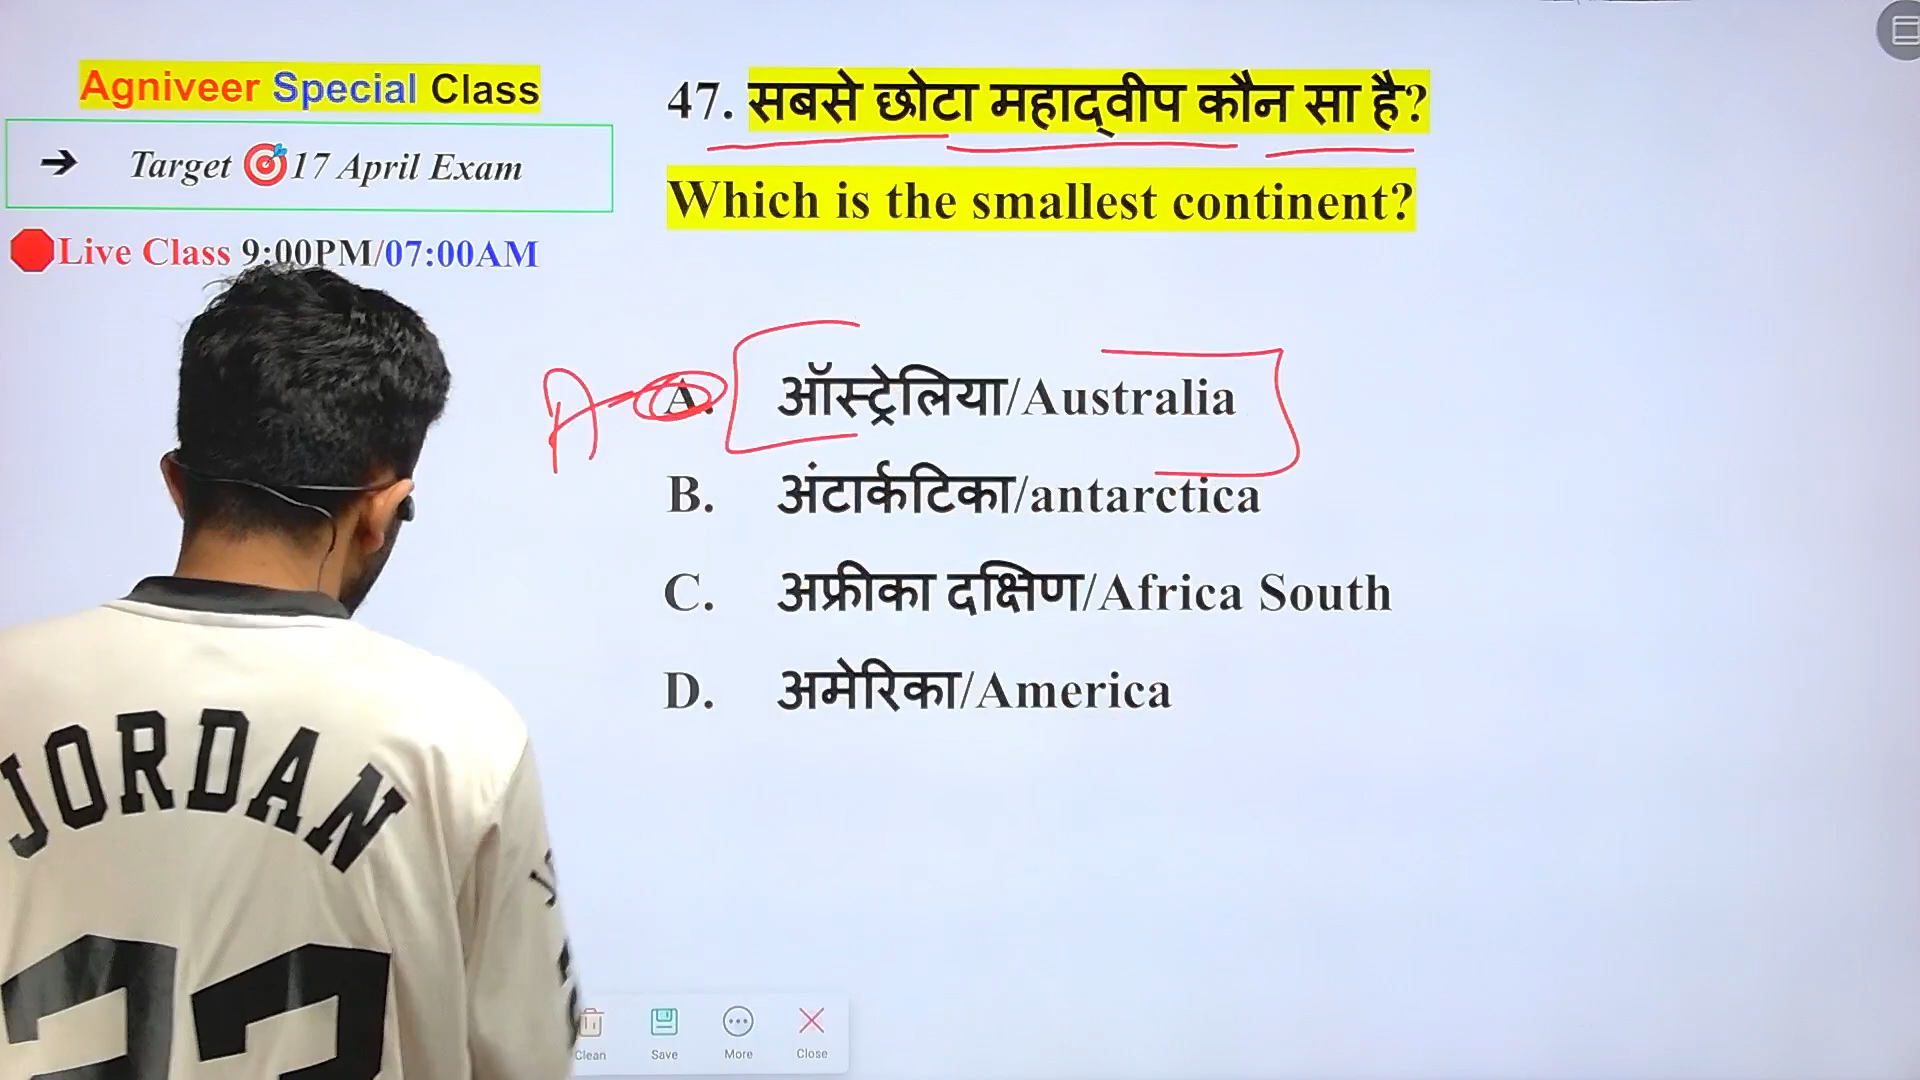 Agniveer Special Class
→ Target 🎯17 April Exam
Live Class 9:00PM/07:00AM
47. सबसे छोटा महाद्वीप कौन सा है?
Which is the smallest continent?
A
A. ऑस्ट्रेलिया/Australia
B. अंटार्कटिका/antarctica
C. अफ्रीका दक्षिण/Africa South
D. अमेरिका/America
JORDAN
Clean Save More Close